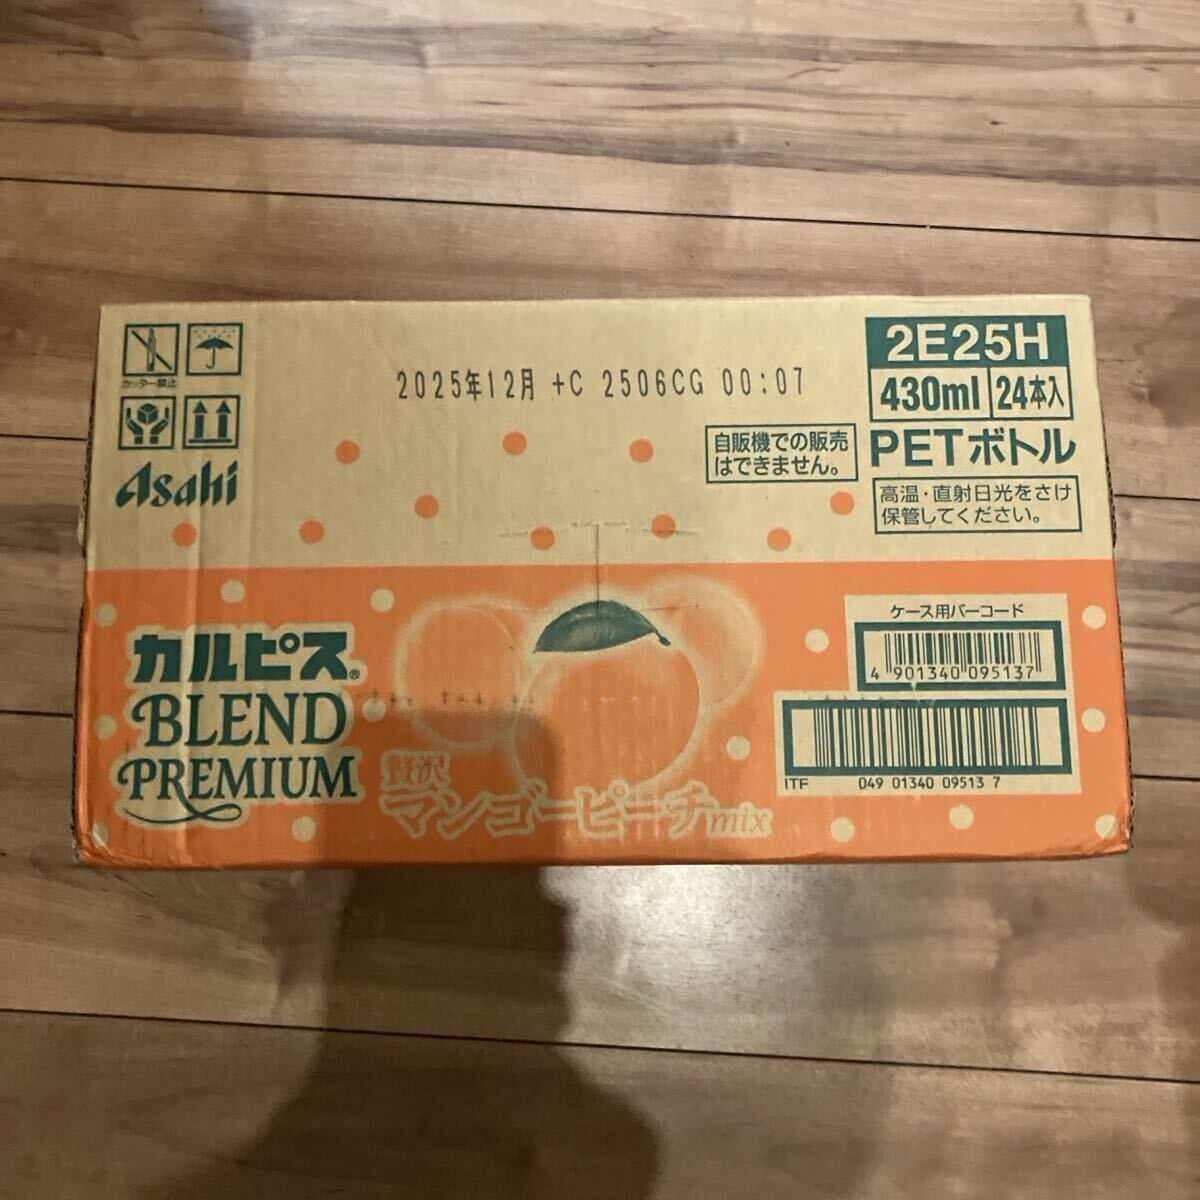 カッター禁止
Asahi
2025年12月 +C 2506CG 00:07
2E25H
430ml 24本入
自販機での販売
はできません。
PETボトル
高温・直射日光をさけ
保管してください。
カルピス®
BLEND
PREMIUM
贅沢
マンゴーピーチmix
ケース用バーコード
4 901340 095137
ITF 049 01340 09513 7